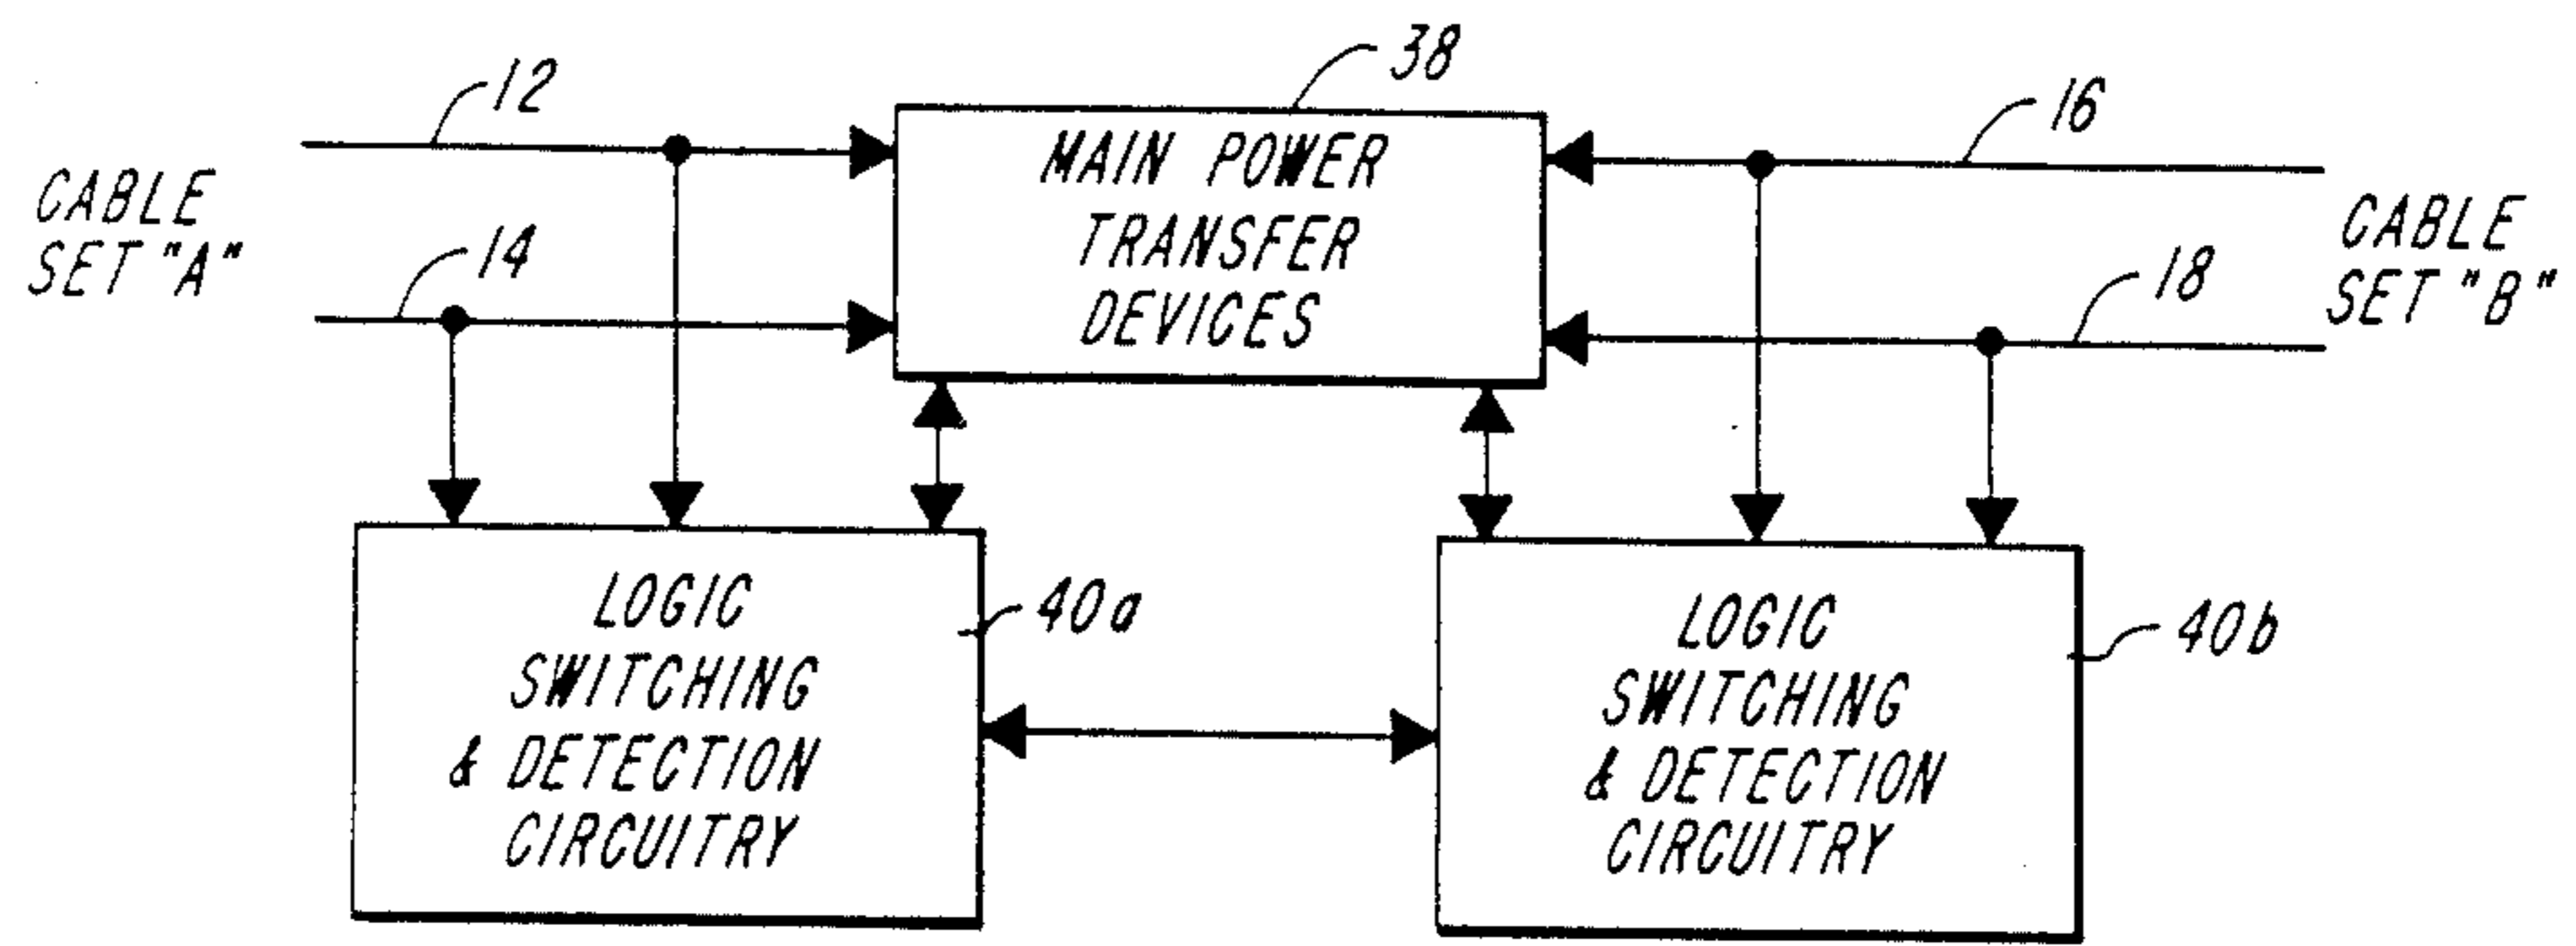 12
38
16
CABLE
SET "A"
14
MAIN POWER
TRANSFER
DEVICES
CABLE
SET "B"
18
LOGIC
SWITCHING
& DETECTION
CIRCUITRY
40a
LOGIC
SWITCHING
& DETECTION
CIRCUITRY
40b